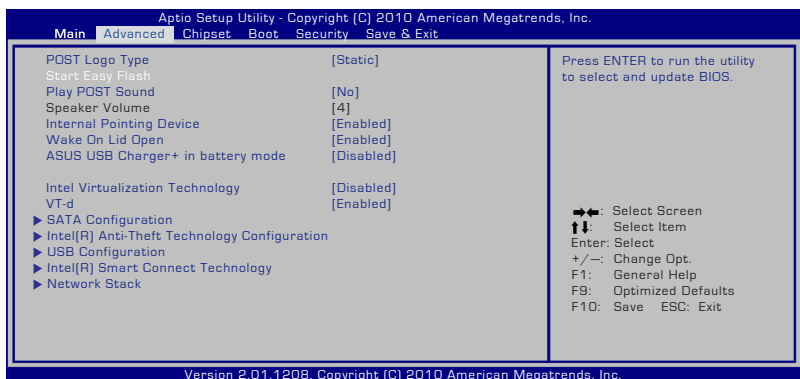 Aptio Setup Utility - Copyright (C) 2010 American Megatrends, Inc.
Main Advanced Chipset Boot Security Save & Exit
POST Logo Type [Static]
Start Easy Flash
Play POST Sound [No]
Speaker Volume [4]
Internal Pointing Device [Enabled]
Wake On Lid Open [Enabled]
ASUS USB Charger+ in battery mode [Disabled]
Intel Virtualization Technology [Disabled]
VT-d [Enabled]
SATA Configuration
Intel(R) Anti-Theft Technology Configuration
USB Configuration
Intel(R) Smart Connect Technology
Network Stack
Press ENTER to run the utility
to select and update BIOS.
→←: Select Screen
↑↓: Select Item
Enter: Select
+/—: Change Opt.
F1: General Help
F9: Optimized Defaults
F10: Save ESC: Exit
Version 2.01.1208. Copyright (C) 2010 American Megatrends, Inc.